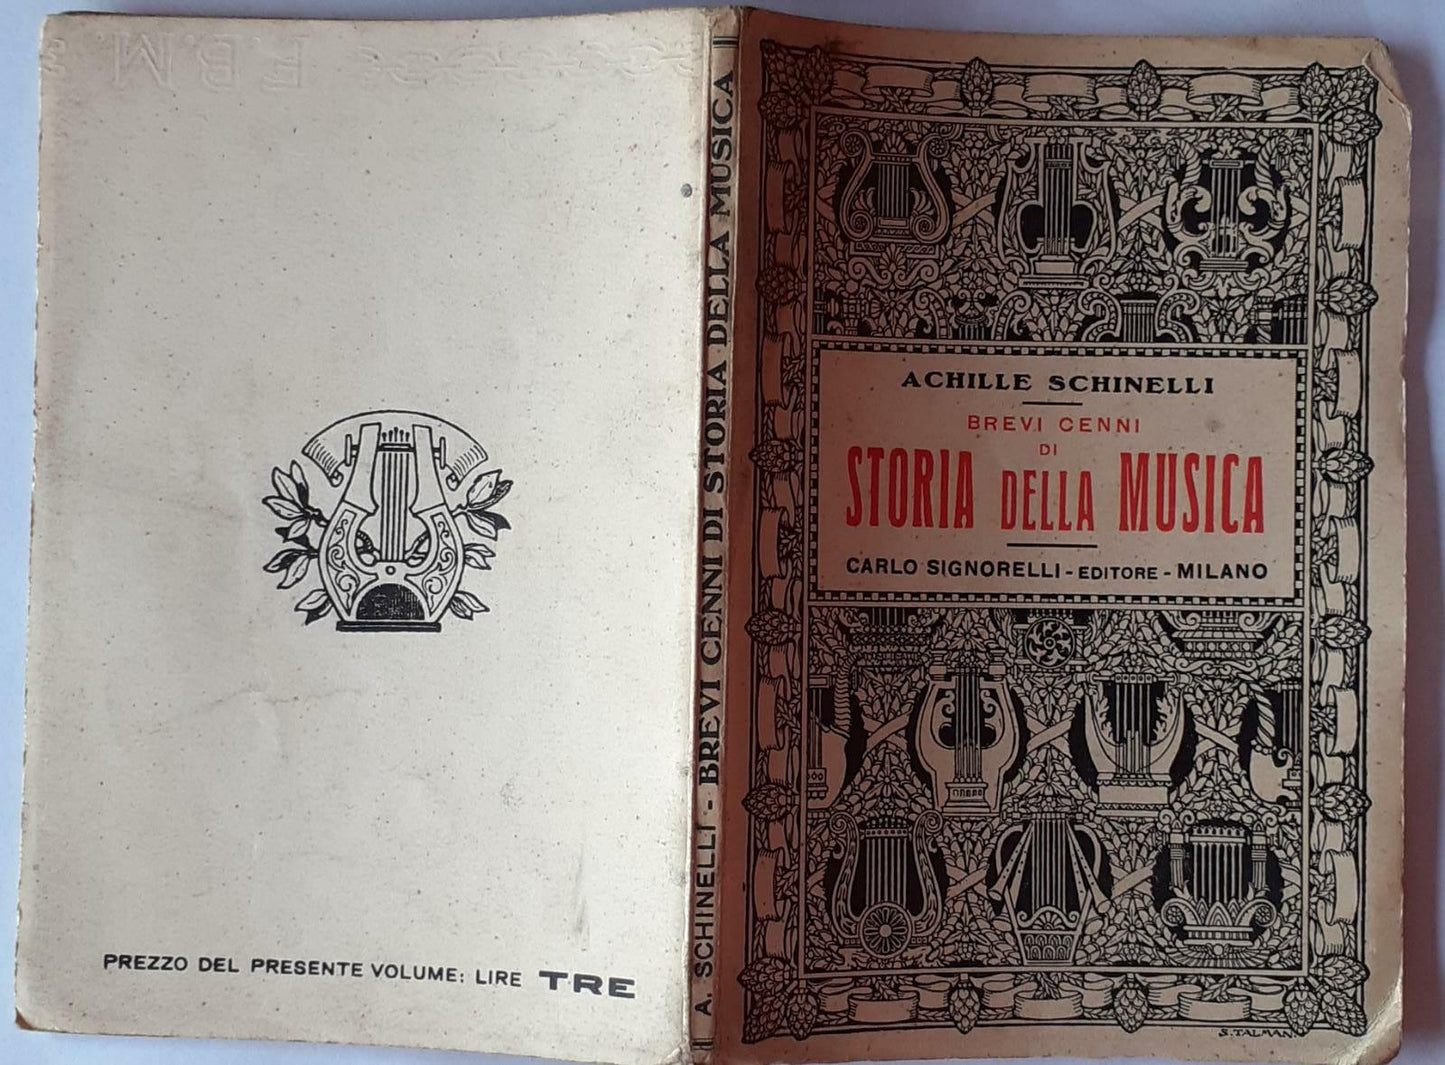 F.B.M.
PREZZO DEL PRESENTE VOLUME: LIRE TRE
A. SCHINELLI - BREVI CENNI DI STORIA DELLA MUSICA
ACHILLE SCHINELLI
BREVI CENNI
DI
STORIA DELLA MUSICA
CARLO SIGNORELLI - EDITORE - MILANO
S. TALMAN.